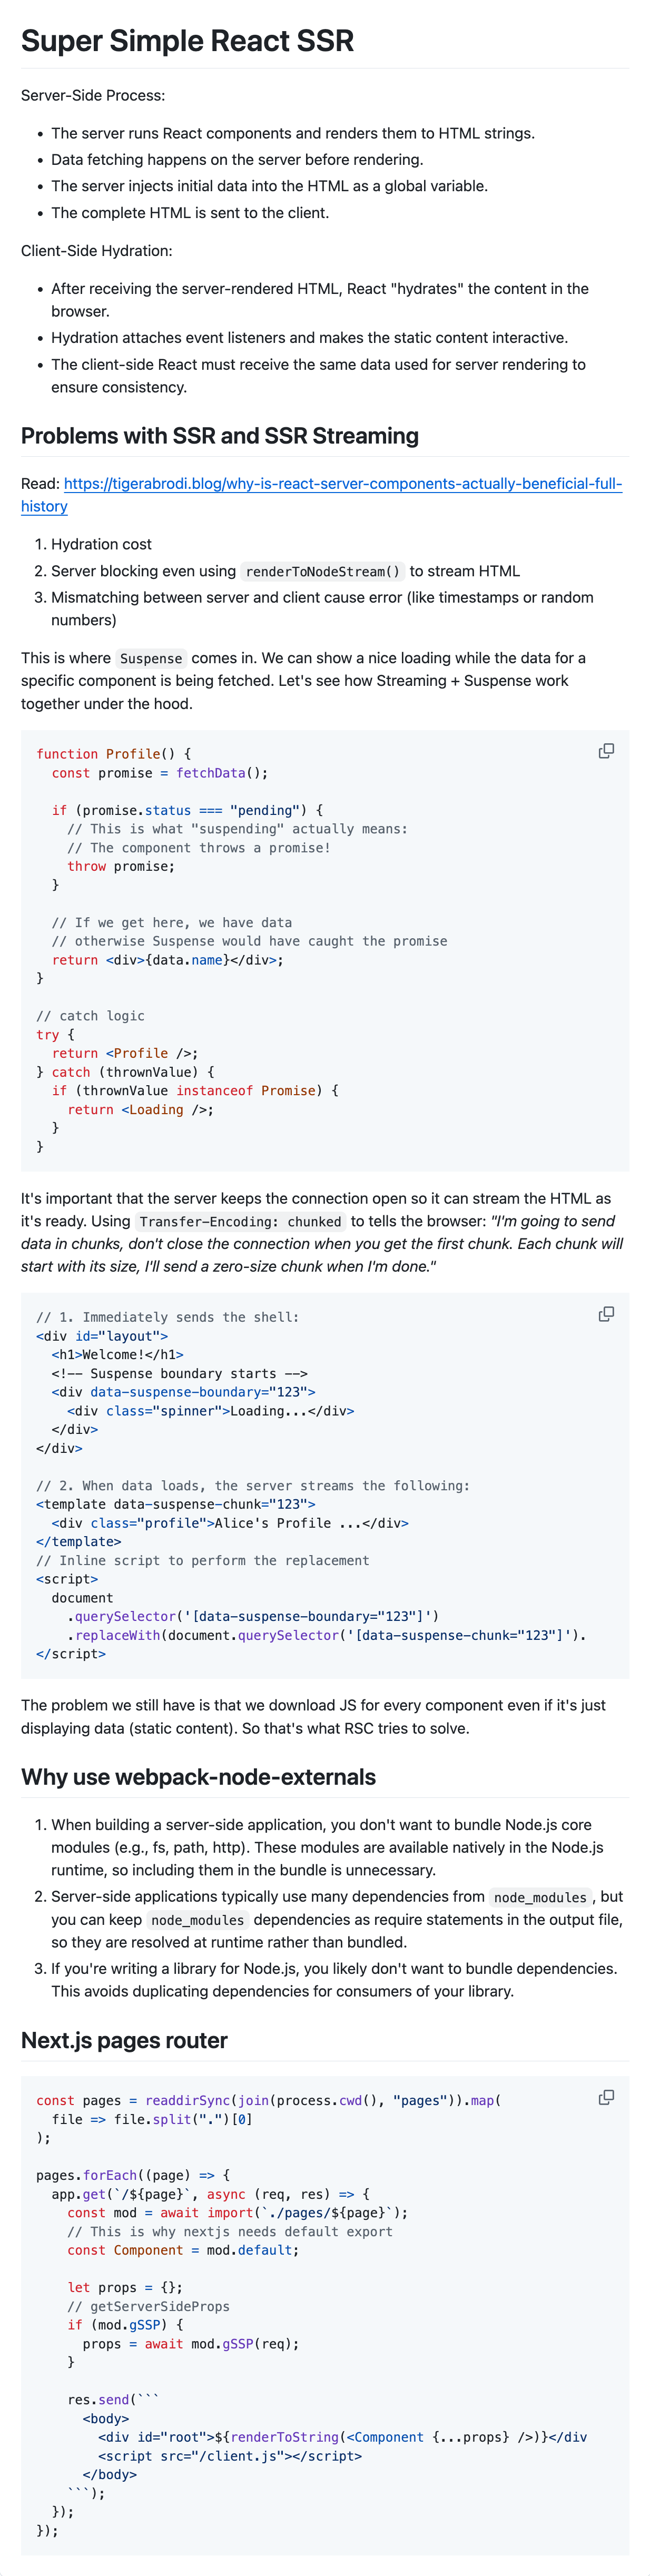 Super Simple React SSR
Server-Side Process:
• The server runs React components and renders them to HTML strings.
• Data fetching happens on the server before rendering.
• The server injects initial data into the HTML as a global variable.
• The complete HTML is sent to the client.
Client-Side Hydration:
• After receiving the server-rendered HTML, React "hydrates" the content in the
browser.
• Hydration attaches event listeners and makes the static content interactive.
• The client-side React must receive the same data used for server rendering to
ensure consistency.
Problems with SSR and SSR Streaming
Read: https://tigerabrodi.blog/why-is-react-server-components-actually-beneficial-full-
history
1. Hydration cost
2. Server blocking even using renderToNodeStream() to stream HTML
3. Mismatching between server and client cause error (like timestamps or random
numbers)
This is where Suspense comes in. We can show a nice loading while the data for a
specific component is being fetched. Let's see how Streaming + Suspense work
together under the hood.
function Profile() {
  const promise = fetchData();
  if (promise.status === "pending") {
    // This is what "suspending" actually means:
    // The component throws a promise!
    throw promise;
  }
  // If we get here, we have data
  // otherwise Suspense would have caught the promise
  return <div>{data.name}</div>;
}
// catch logic
try {
  return <Profile />;
} catch (thrownValue) {
  if (thrownValue instanceof Promise) {
    return <Loading />;
  }
}
It's important that the server keeps the connection open so it can stream the HTML as
it's ready. Using Transfer-Encoding: chunked to tells the browser: "I'm going to send
data in chunks, don't close the connection when you get the first chunk. Each chunk will
start with its size, I'll send a zero-size chunk when I'm done."
// 1. Immediately sends the shell:
<div id="layout">
  <h1>Welcome!</h1>
  <!-- Suspense boundary starts -->
  <div data-suspense-boundary="123">
    <div class="spinner">Loading...</div>
  </div>
</div>
// 2. When data loads, the server streams the following:
<template data-suspense-chunk="123">
  <div class="profile">Alice's Profile ...</div>
</template>
// Inline script to perform the replacement
<script>
  document
    .querySelector('[data-suspense-boundary="123"]')
    .replaceWith(document.querySelector('[data-suspense-chunk="123"]').
</script>
The problem we still have is that we download JS for every component even if it's just
displaying data (static content). So that's what RSC tries to solve.
Why use webpack-node-externals
1. When building a server-side application, you don't want to bundle Node.js core
modules (e.g., fs, path, http). These modules are available natively in the Node.js
runtime, so including them in the bundle is unnecessary.
2. Server-side applications typically use many dependencies from node_modules, but
you can keep node_modules dependencies as require statements in the output file,
so they are resolved at runtime rather than bundled.
3. If you're writing a library for Node.js, you likely don't want to bundle dependencies.
This avoids duplicating dependencies for consumers of your library.
Next.js pages router
const pages = readdirSync(join(process.cwd(), "pages")).map(
  file => file.split(".")[0]
);
pages.forEach((page) => {
  app.get(`/${page}`, async (req, res) => {
    const mod = await import(`./pages/${page}`);
    // This is why nextjs needs default export
    const Component = mod.default;
    let props = {};
    // getServerSideProps
    if (mod.gSSP) {
      props = await mod.gSSP(req);
    }
    res.send(```
      <body>
        <div id="root">${renderToString(<Component {...props} />)}</div
        <script src="/client.js"></script>
      </body>
    ```);
  });
});